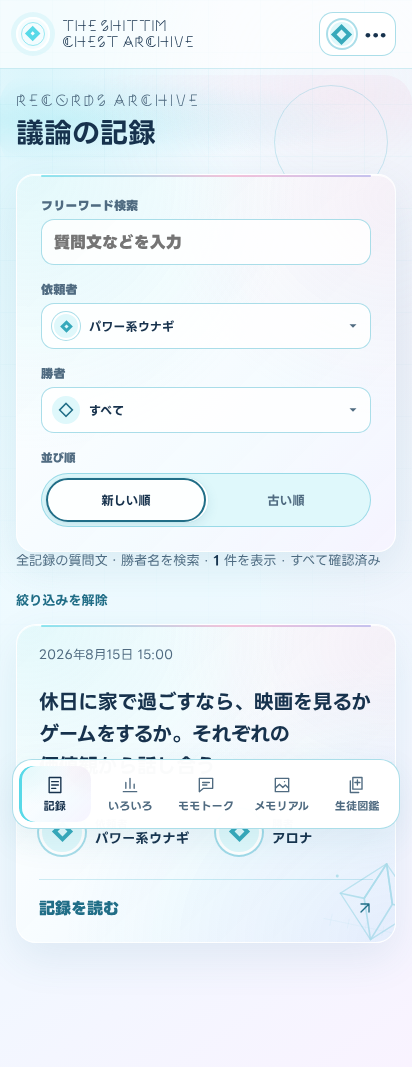 THE SHITTIM
CHEST ARCHIVE
RECORDS ARCHIVE
議論の記録
フリーワード検索
質問文などを入力
依頼者
パワー系ウナギ
勝者
すべて
並び順
新しい順
古い順
全記録の質問文・勝者名を検索・1 件を表示・すべて確認済み
絞り込みを解除
2026年8月15日 15:00
休日に家で過ごすなら、映画を見るか
ゲームをするか。それぞれの
記録
いろいろ
モモトーク
メモリアル
生徒図鑑
パワー系ウナギ
アロナ
記録を読む